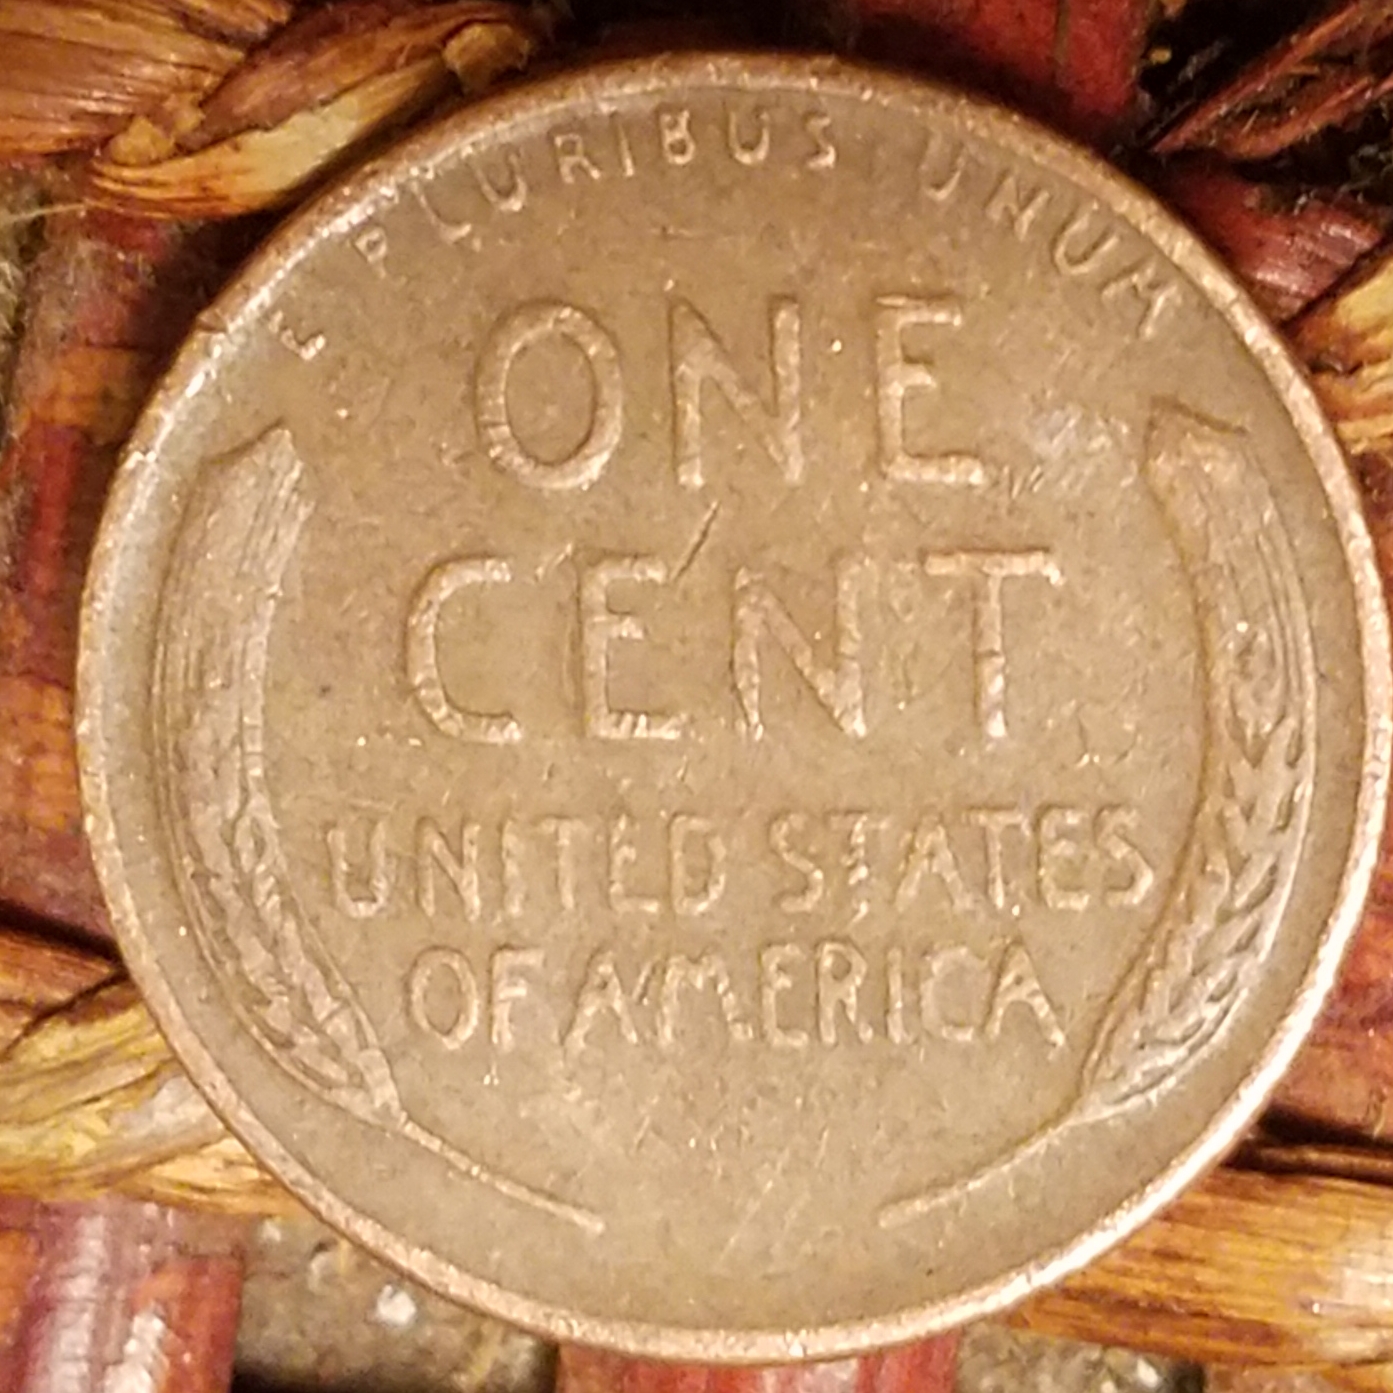 E PLURIBUS UNUM
ONE
CENT
UNITED STATES
OF AMERICA